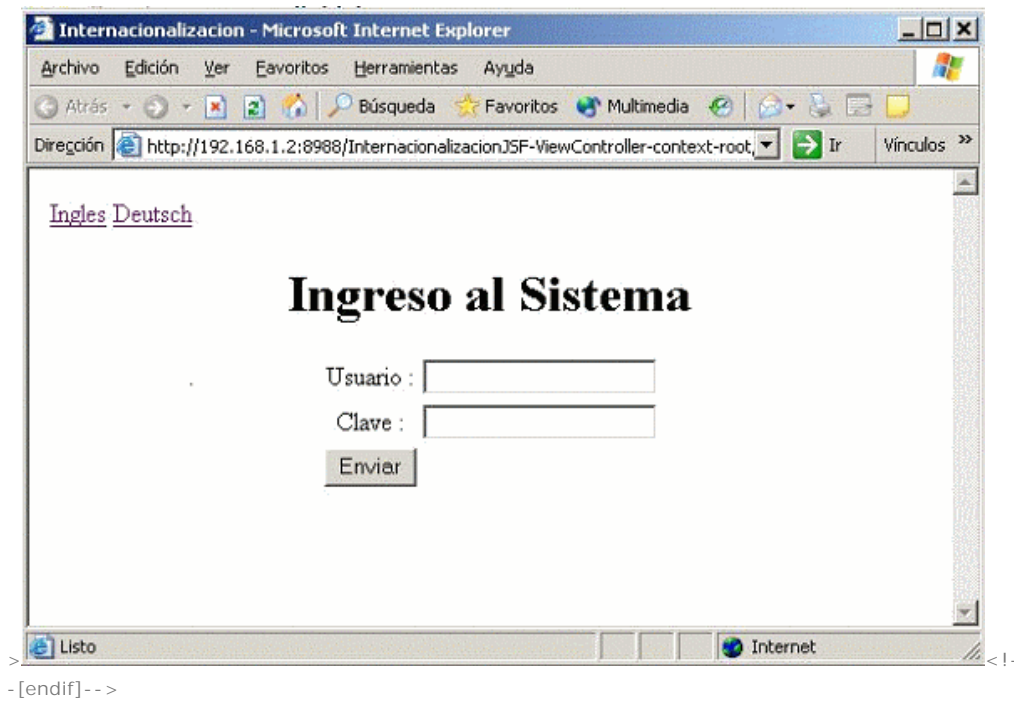 Internacionalizacion - Microsoft Internet Explorer
Archivo Edición Ver Favoritos Herramientas Ayuda
Atrás Búsqueda Favoritos Multimedia
Dirección http://192.168.1.2:8988/InternacionalizacionJSF-ViewController-context-root, Ir Vínculos »
Ingles Deutsch
Ingreso al Sistema
Usuario :
Clave :
Enviar
Listo Internet
> <!-
-[endif]-->